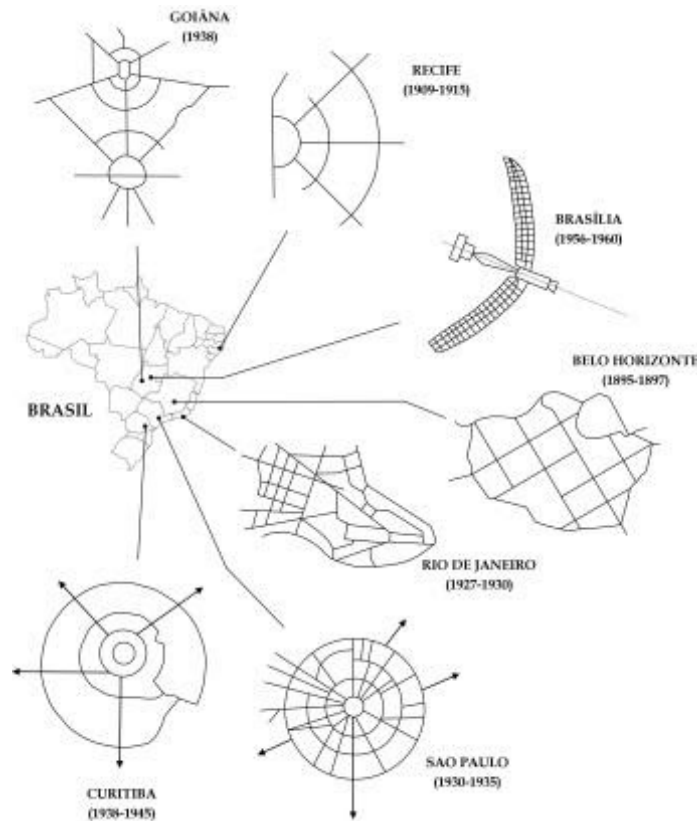 GOIÂNA
(1938)
RECIFE
(1909-1915)
BRASÍLIA
(1956-1960)
BELO HORIZONTE
(1895-1897)
BRASIL
RIO DE JANEIRO
(1927-1930)
SAO PAULO
(1930-1935)
CURITIBA
(1938-1945)